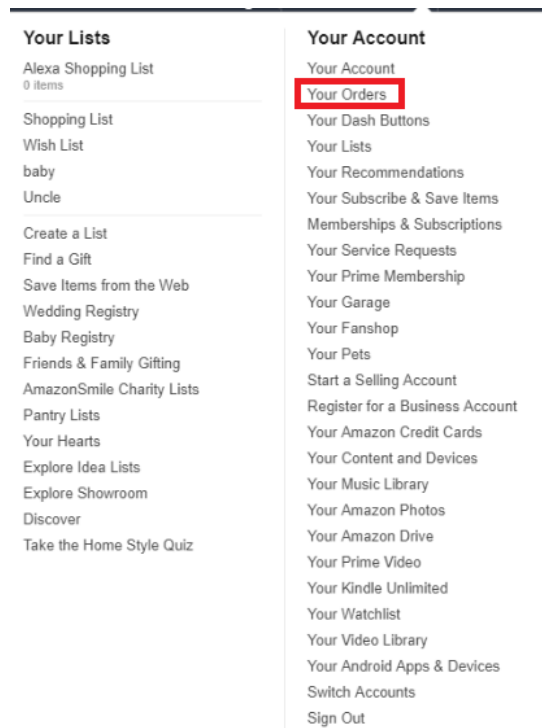 Your Lists
Alexa Shopping List
0 items
Shopping List
Wish List
baby
Uncle
Create a List
Find a Gift
Save Items from the Web
Wedding Registry
Baby Registry
Friends & Family Gifting
AmazonSmile Charity Lists
Pantry Lists
Your Hearts
Explore Idea Lists
Explore Showroom
Discover
Take the Home Style Quiz
Your Account
Your Account
Your Orders
Your Dash Buttons
Your Lists
Your Recommendations
Your Subscribe & Save Items
Memberships & Subscriptions
Your Service Requests
Your Prime Membership
Your Garage
Your Fanshop
Your Pets
Start a Selling Account
Register for a Business Account
Your Amazon Credit Cards
Your Content and Devices
Your Music Library
Your Amazon Photos
Your Amazon Drive
Your Prime Video
Your Kindle Unlimited
Your Watchlist
Your Video Library
Your Android Apps & Devices
Switch Accounts
Sign Out